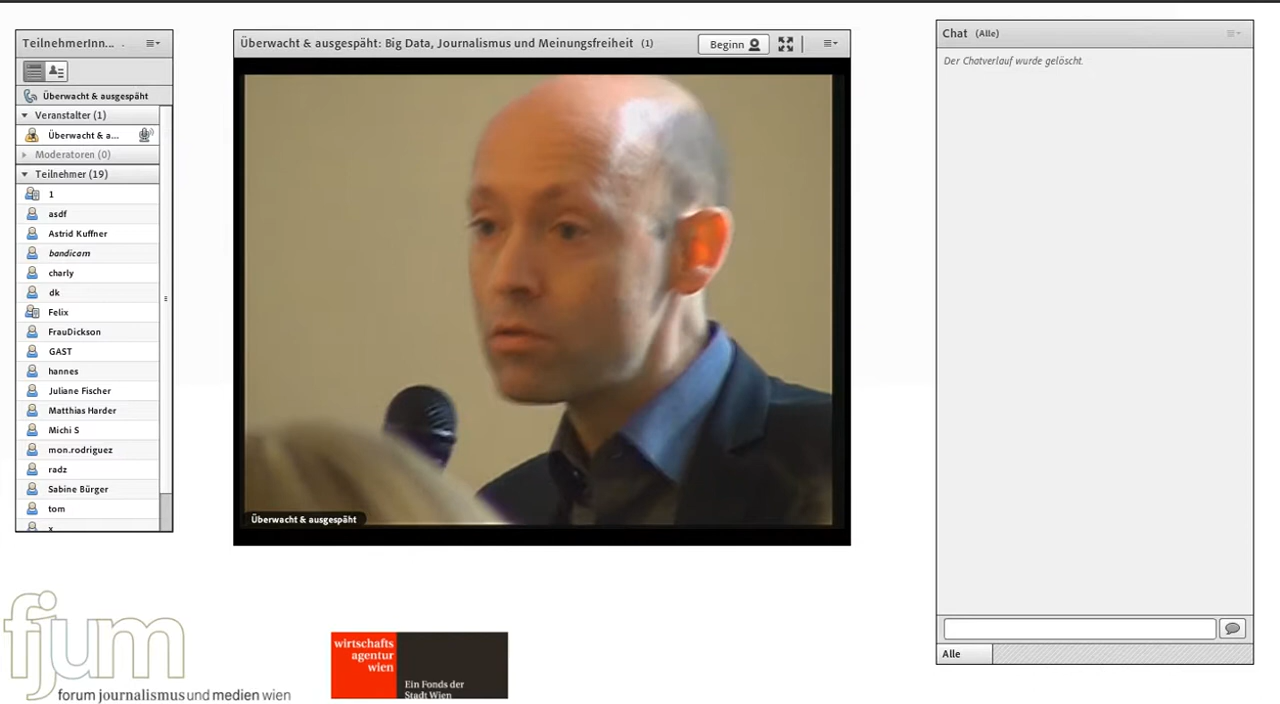 TeilnehmerInn... .
Überwacht & ausgespäht
Veranstalter (1)
Überwacht & a...
Moderatoren (0)
Teilnehmer (19)
1
asdf
Astrid Kuffner
bandicam
charly
dk
Felix
FrauDickson
GAST
hannes
Juliane Fischer
Matthias Harder
Michi S
mon.rodriguez
radz
Sabine Bürger
tom
x
Überwacht & ausgespäht: Big Data, Journalismus und Meinungsfreiheit (1)
Beginn
Überwacht & ausgespäht
Chat (Alle)
Der Chatverlauf wurde gelöscht.
Alle
fjum
forum journalismus und medien wien
wirtschafts
agentur
wien
Ein Fonds der
Stadt Wien